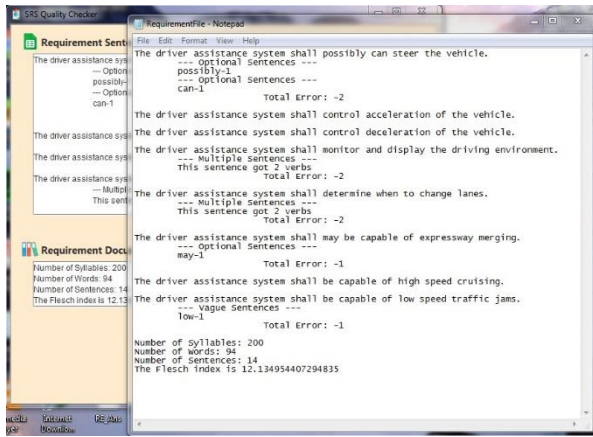 SRS Quality Checker
Requirement Sent
The driver assistance sys
--- Option
possibly-
--- Option
can-1
The driver assistance sys
The driver assistance sys
The driver assistance sys
--- Multipl
This sent
Requirement Docu
Number of Syllables: 200
Number of Words: 94
Number of Sentences: 14
The Flesch index is 12.13
RequirementFile - Notepad
File Edit Format View Help
The driver assistance system shall possibly can steer the vehicle.
--- Optional Sentences ---
possibly-1
--- Optional Sentences ---
can-1
Total Error: -2
The driver assistance system shall control acceleration of the vehicle.
The driver assistance system shall control deceleration of the vehicle.
The driver assistance system shall monitor and display the driving environment.
--- Multiple Sentences ---
This sentence got 2 verbs
Total Error: -2
The driver assistance system shall determine when to change lanes.
--- Multiple Sentences ---
This sentence got 2 verbs
Total Error: -2
The driver assistance system shall may be capable of expressway merging.
--- Optional Sentences ---
may-1
Total Error: -1
The driver assistance system shall be capable of high speed cruising.
The driver assistance system shall be capable of low speed traffic jams.
--- Vague Sentences ---
low-1
Total Error: -1
Number of Syllables: 200
Number of Words: 94
Number of Sentences: 14
The Flesch index is 12.134954407294835
media Internet RE_Ans
yer Downlo...